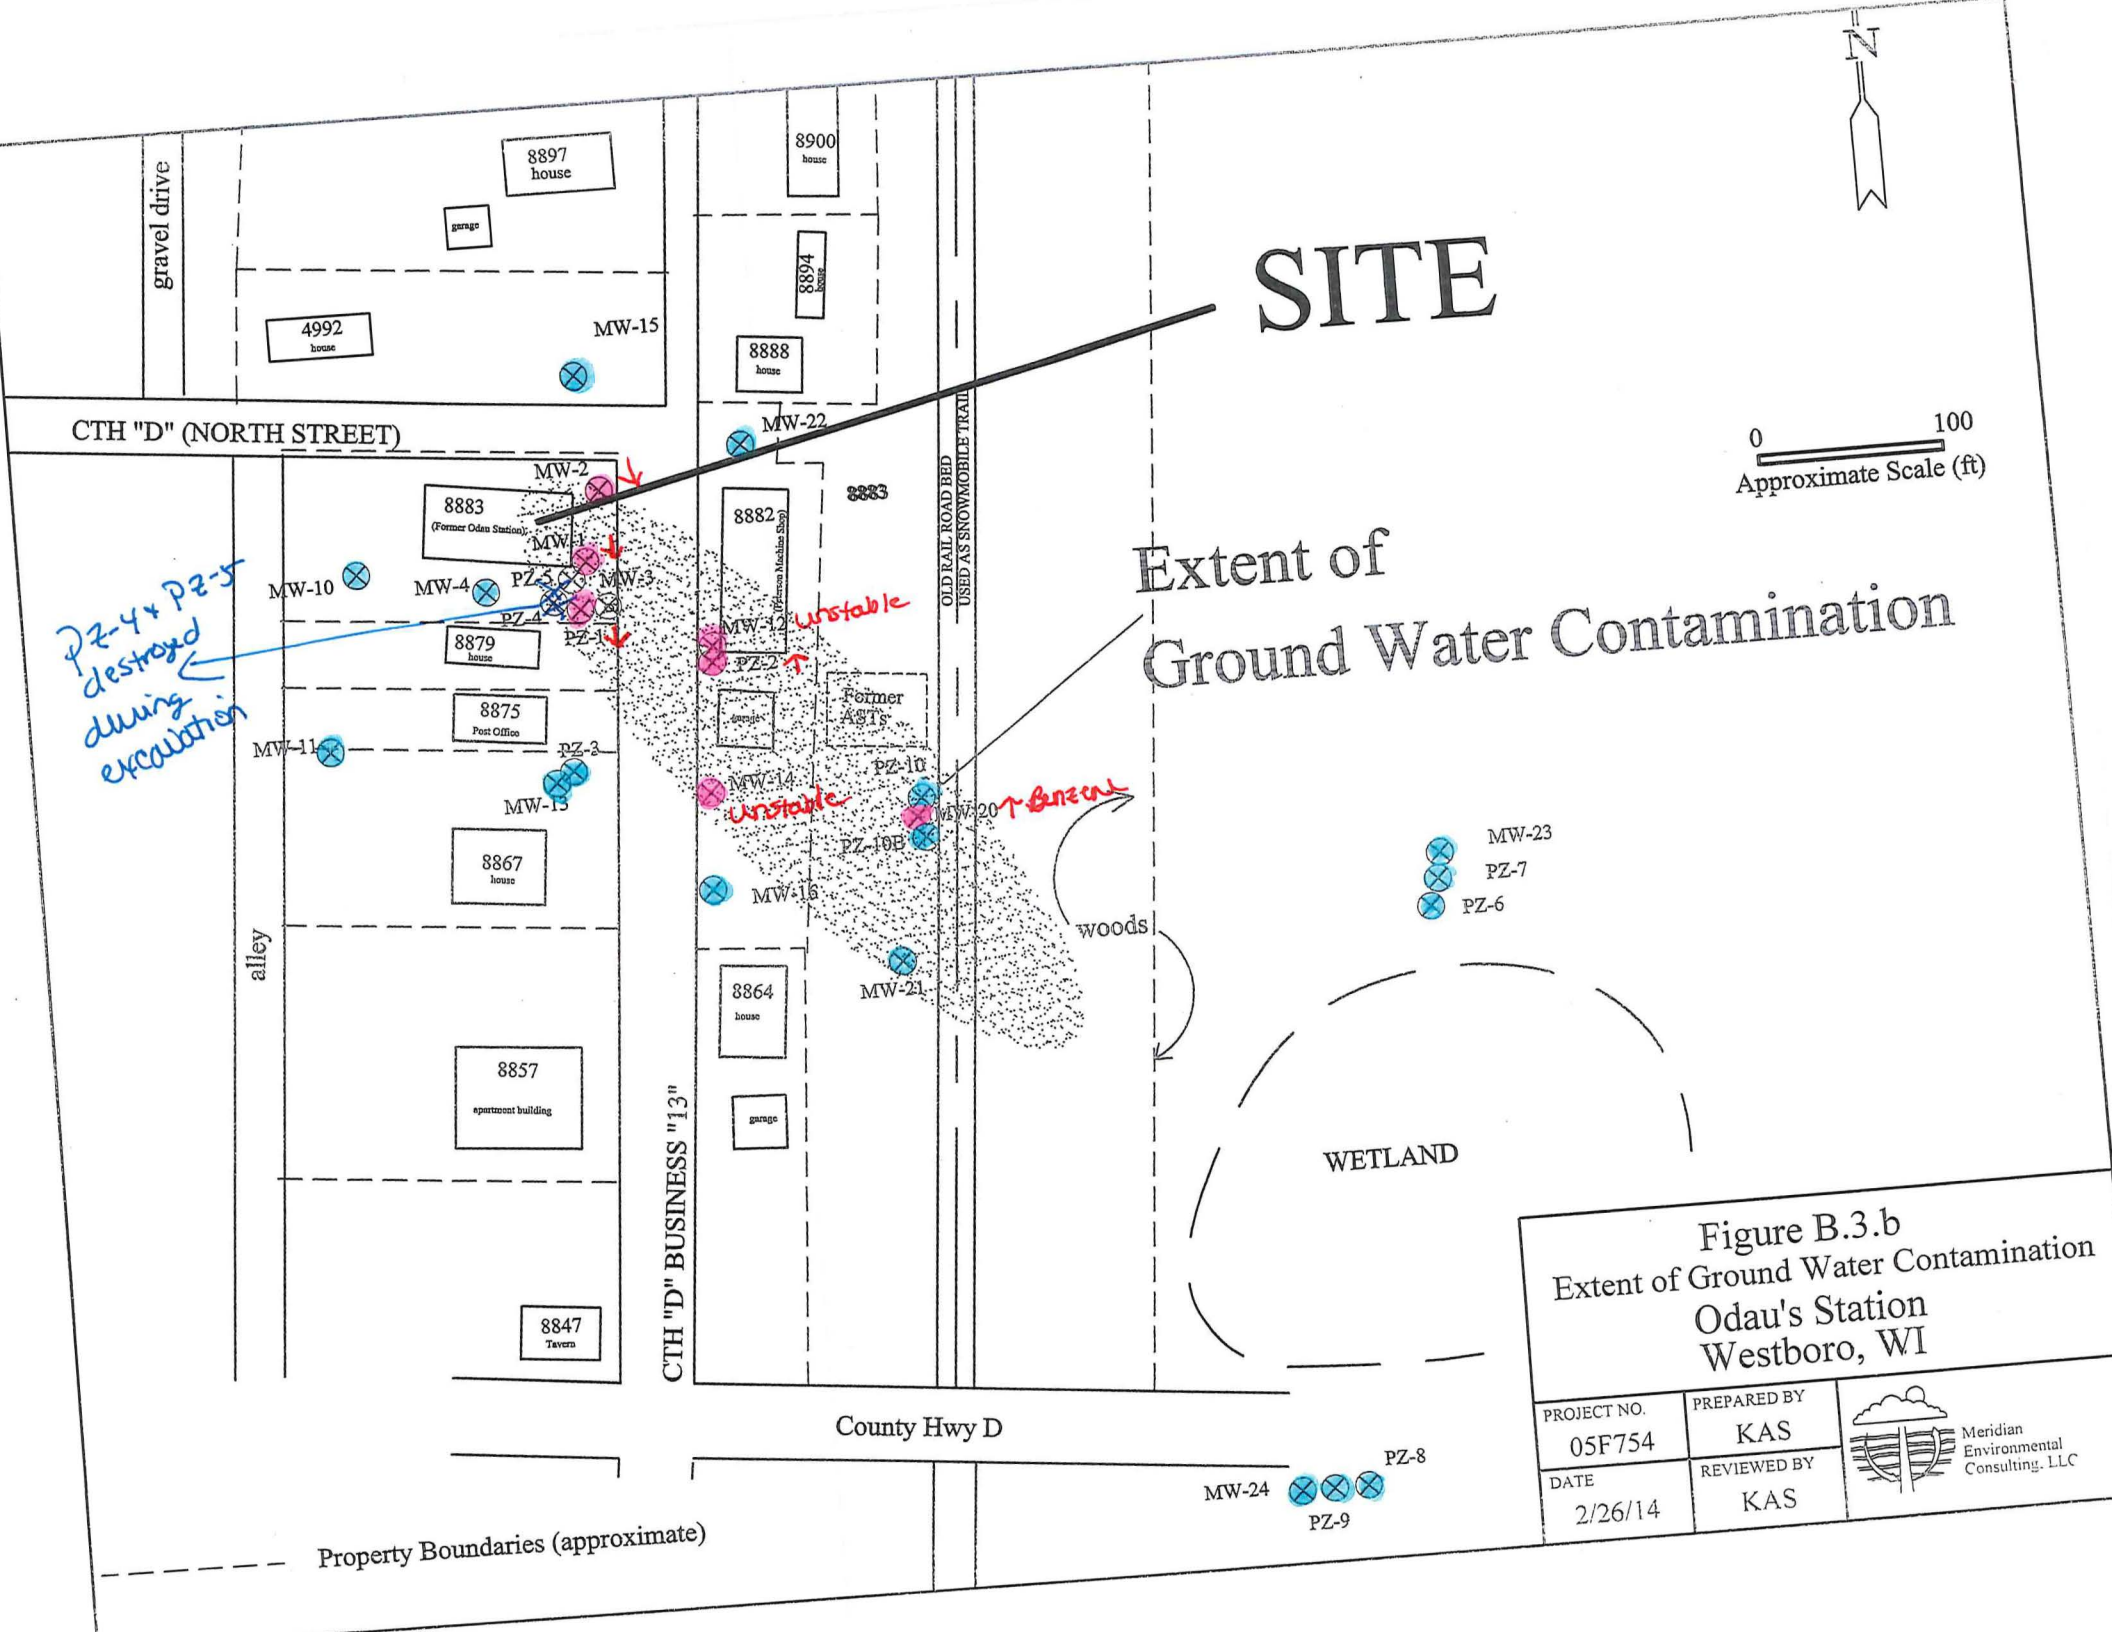 N
8897
house
8900
house
gravel drive
garage
8894
house
SITE
4992
house
MW-15
8888
house
MW-22
0 100
Approximate Scale (ft)
CTH "D" (NORTH STREET)
MW-2
8883
(Former Odau Station)
8882
(Peterson Machine Shop)
8883
OLD RAIL ROAD BED
USED AS SNOWMOBILE TRAIL
Extent of
Ground Water Contamination
MW-1
MW-10
MW-4
PZ-5
MW-3
PZ-4
PZ-1
PZ-4 + PZ-5
destroyed
during
excavation
MW-12
unstable
PZ-2
8879
house
garage
Former
ASTs
8875
Post Office
MW-11
PZ-3
MW-13
MW-14
unstable
PZ-10
MW-20
↑ Benzene
PZ-10B
MW-23
PZ-7
PZ-6
8867
house
MW-16
woods
alley
MW-21
8864
house
8857
apartment building
garage
WETLAND
CTH "D" BUSINESS "13"
8847
Tavern
County Hwy D
PZ-8
MW-24
PZ-9
Property Boundaries (approximate)
Figure B.3.b
Extent of Ground Water Contamination
Odau's Station
Westboro, WI
PROJECT NO.
05F754
PREPARED BY
KAS
DATE
2/26/14
REVIEWED BY
KAS
Meridian
Environmental
Consulting, LLC